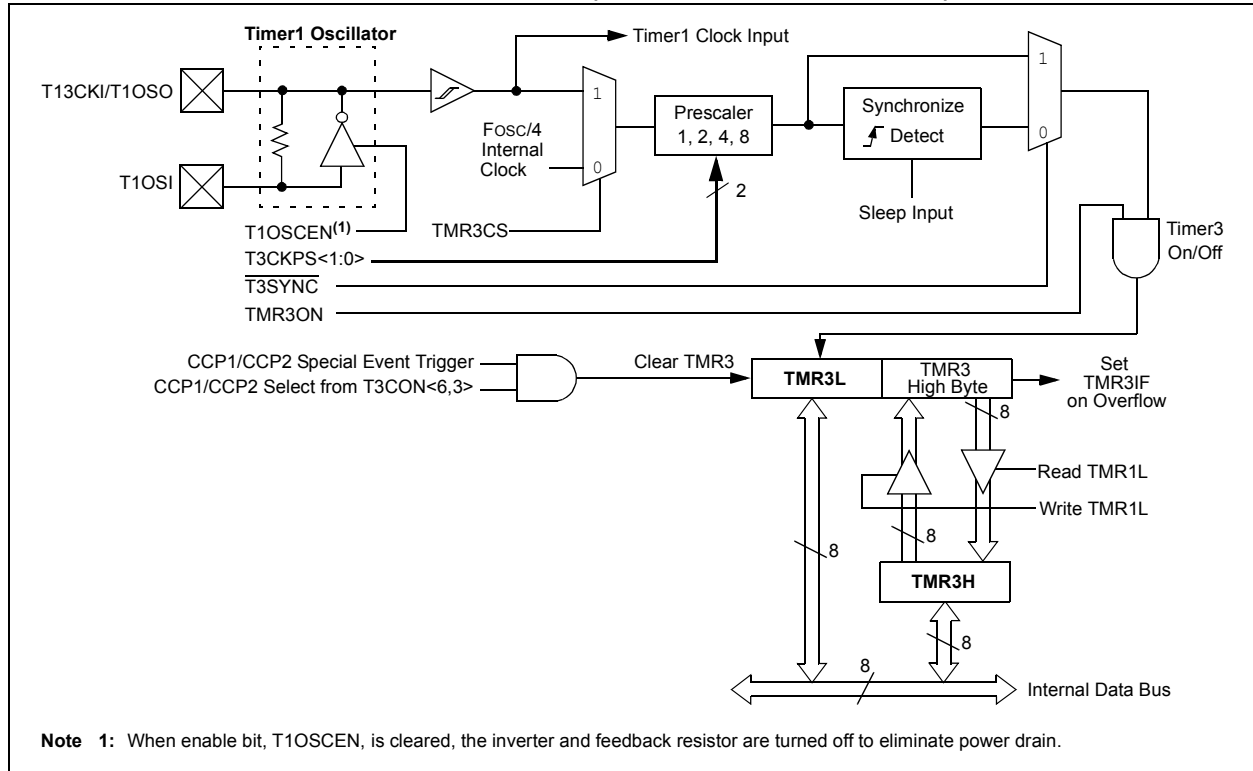 Timer1 Oscillator
Timer1 Clock Input
T13CKI/T1OSO
T1OSI
1
0
FOSC/4
Internal
Clock
Prescaler
1, 2, 4, 8
2
Synchronize
Detect
1
0
Sleep Input
T1OSCEN(1)
TMR3CS
T3CKPS<1:0>
T3SYNC
TMR3ON
Timer3
On/Off
CCP1/CCP2 Special Event Trigger
CCP1/CCP2 Select from T3CON<6,3>
Clear TMR3
TMR3L
TMR3
High Byte
Set
TMR3IF
on Overflow
8
Read TMR1L
Write TMR1L
8
8
TMR3H
8
8
Internal Data Bus
Note 1: When enable bit, T1OSCEN, is cleared, the inverter and feedback resistor are turned off to eliminate power drain.